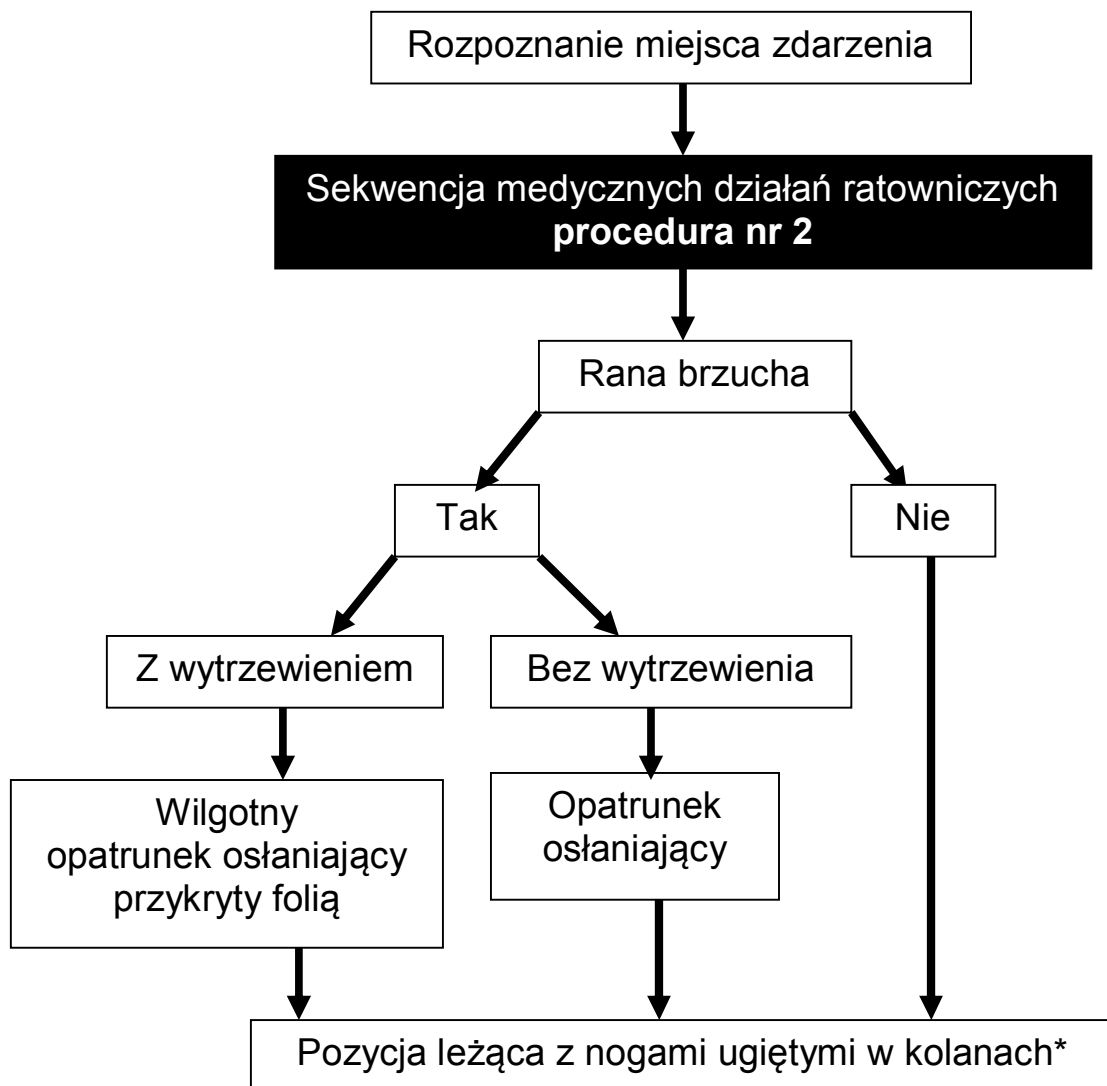 Rozpoznanie miejsca zdarzenia
Sekwencja medycznych działań ratowniczych
procedura nr 2
Rana brzucha
Tak
Nie
Z wytrzewieniem
Bez wytrzewienia
Wilgotny
opatrunek osłaniający
przykryty folią
Opatrunek
osłaniający
Pozycja leżąca z nogami ugiętymi w kolanach*